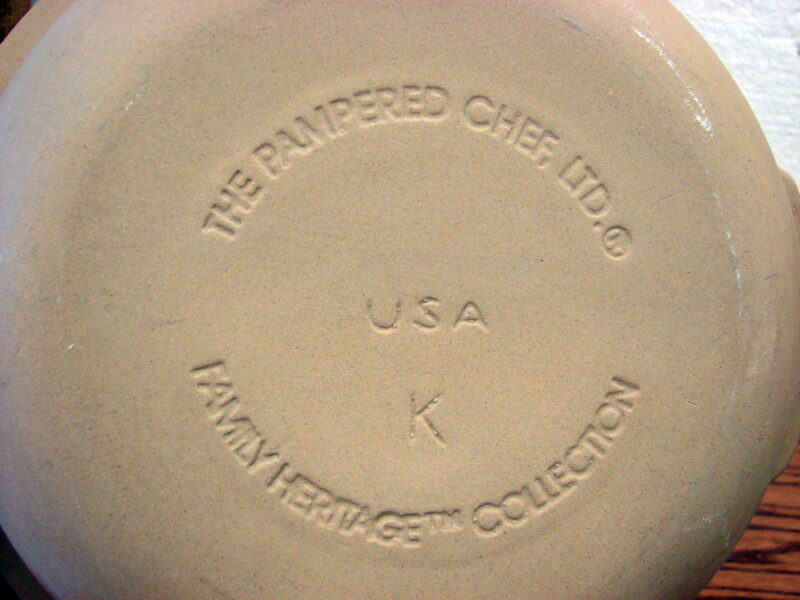 THE PAMPERED CHEF, LTD.©
USA
K
FAMILY HERITAGE™ COLLECTION